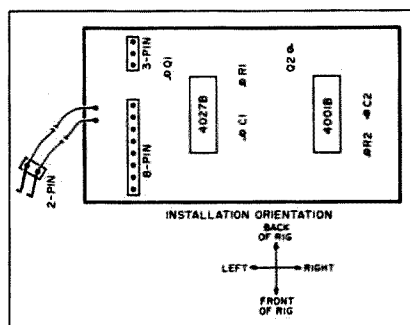 3-PIN
Q1
R1
Q2
4027B
C1
4001B
C2
R2
8-PIN
2-PIN
INSTALLATION ORIENTATION
BACK
OF RIG
LEFT
RIGHT
FRONT
OF RIG